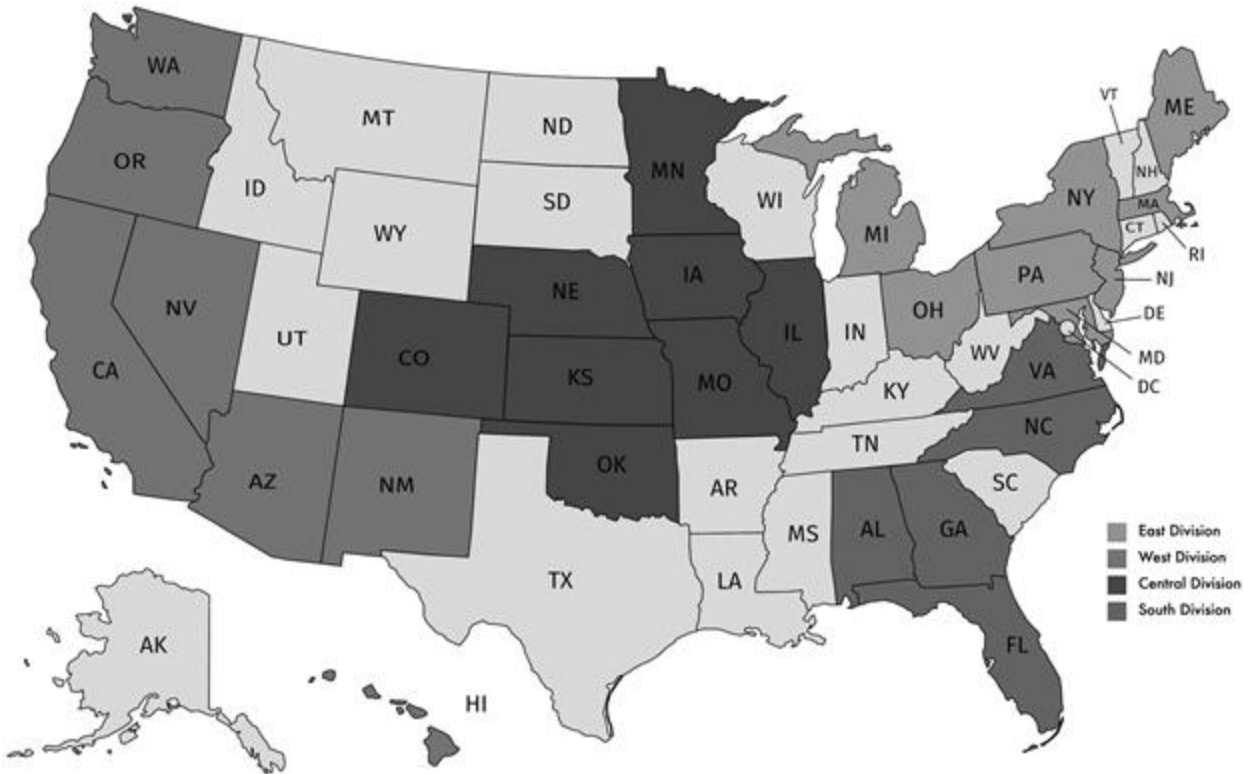 WA
MT
ND
MN
VT
ME
OR
ID
SD
WI
NH
NY
MA
WY
MI
CT
RI
IA
PA
NJ
NE
NV
OH
DE
UT
CO
IL
IN
MD
WV
CA
KS
MO
VA
DC
KY
NC
TN
AZ
NM
OK
AR
SC
MS
AL
GA
East Division
West Division
TX
LA
Central Division
South Division
AK
FL
HI